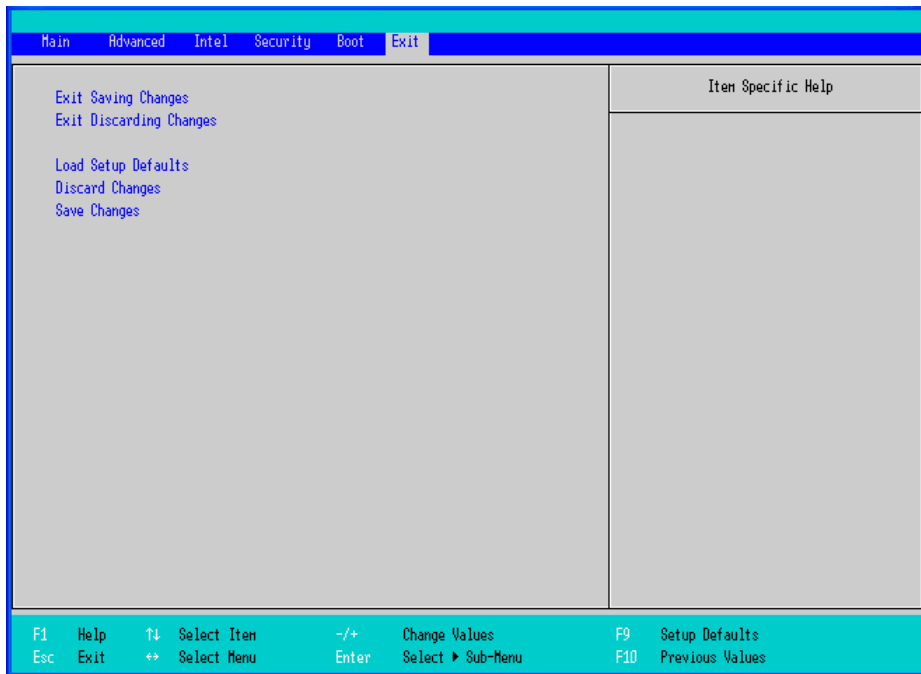 Main Advanced Intel Security Boot Exit
Item Specific Help
Exit Saving Changes
Exit Discarding Changes
Load Setup Defaults
Discard Changes
Save Changes
F1 Help ↑↓ Select Item -/+ Change Values F9 Setup Defaults
Esc Exit ↔ Select Menu Enter Select ▶ Sub-Menu F10 Previous Values